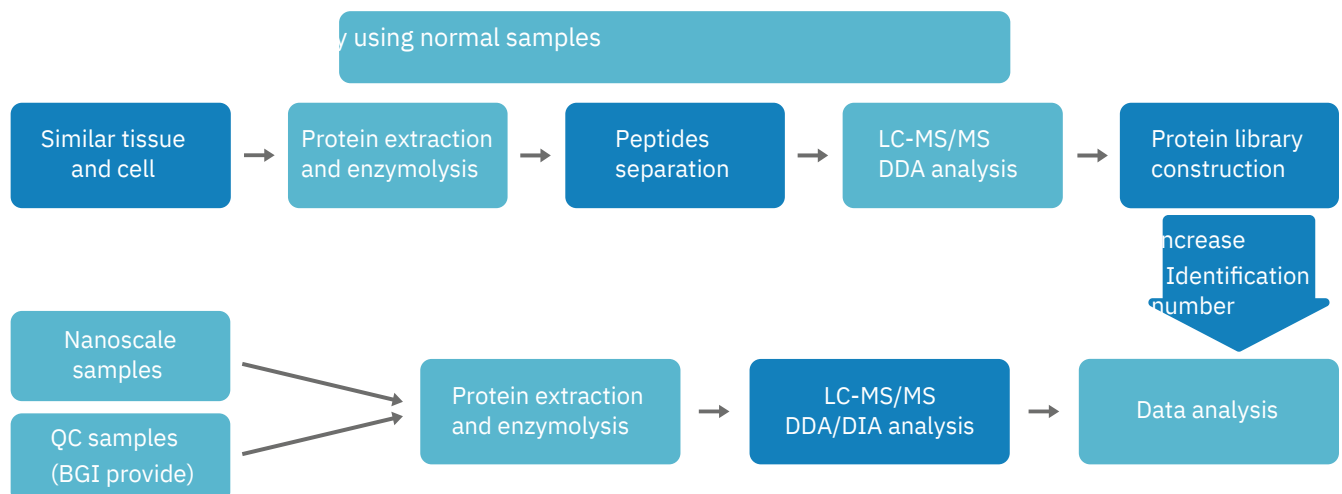 using normal samples
Similar tissue
and cell
Protein extraction
and enzymolysis
Peptides
separation
LC-MS/MS
DDA analysis
Protein library
construction
Increase
Identification
number
Nanoscale
samples
QC samples
(BGI provide)
Protein extraction
and enzymolysis
LC-MS/MS
DDA/DIA analysis
Data analysis